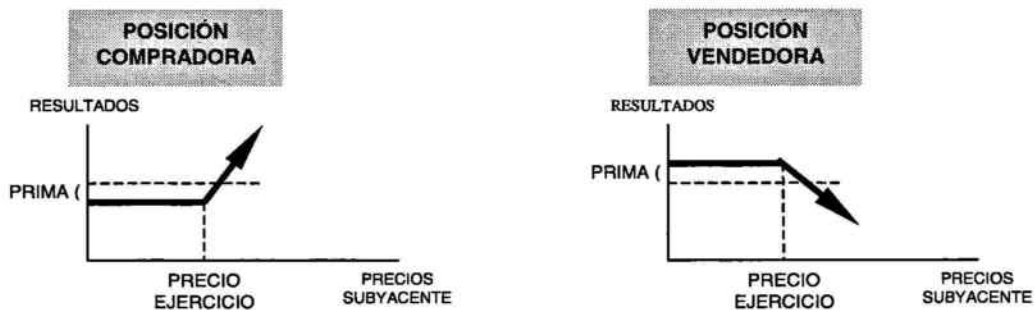 POSICIÓN
COMPRADORA
RESULTADOS
PRIMA (
PRECIO
EJERCICIO
PRECIOS
SUBYACENTE
POSICIÓN
VENDEDORA
RESULTADOS
PRIMA (
PRECIO
EJERCICIO
PRECIOS
SUBYACENTE